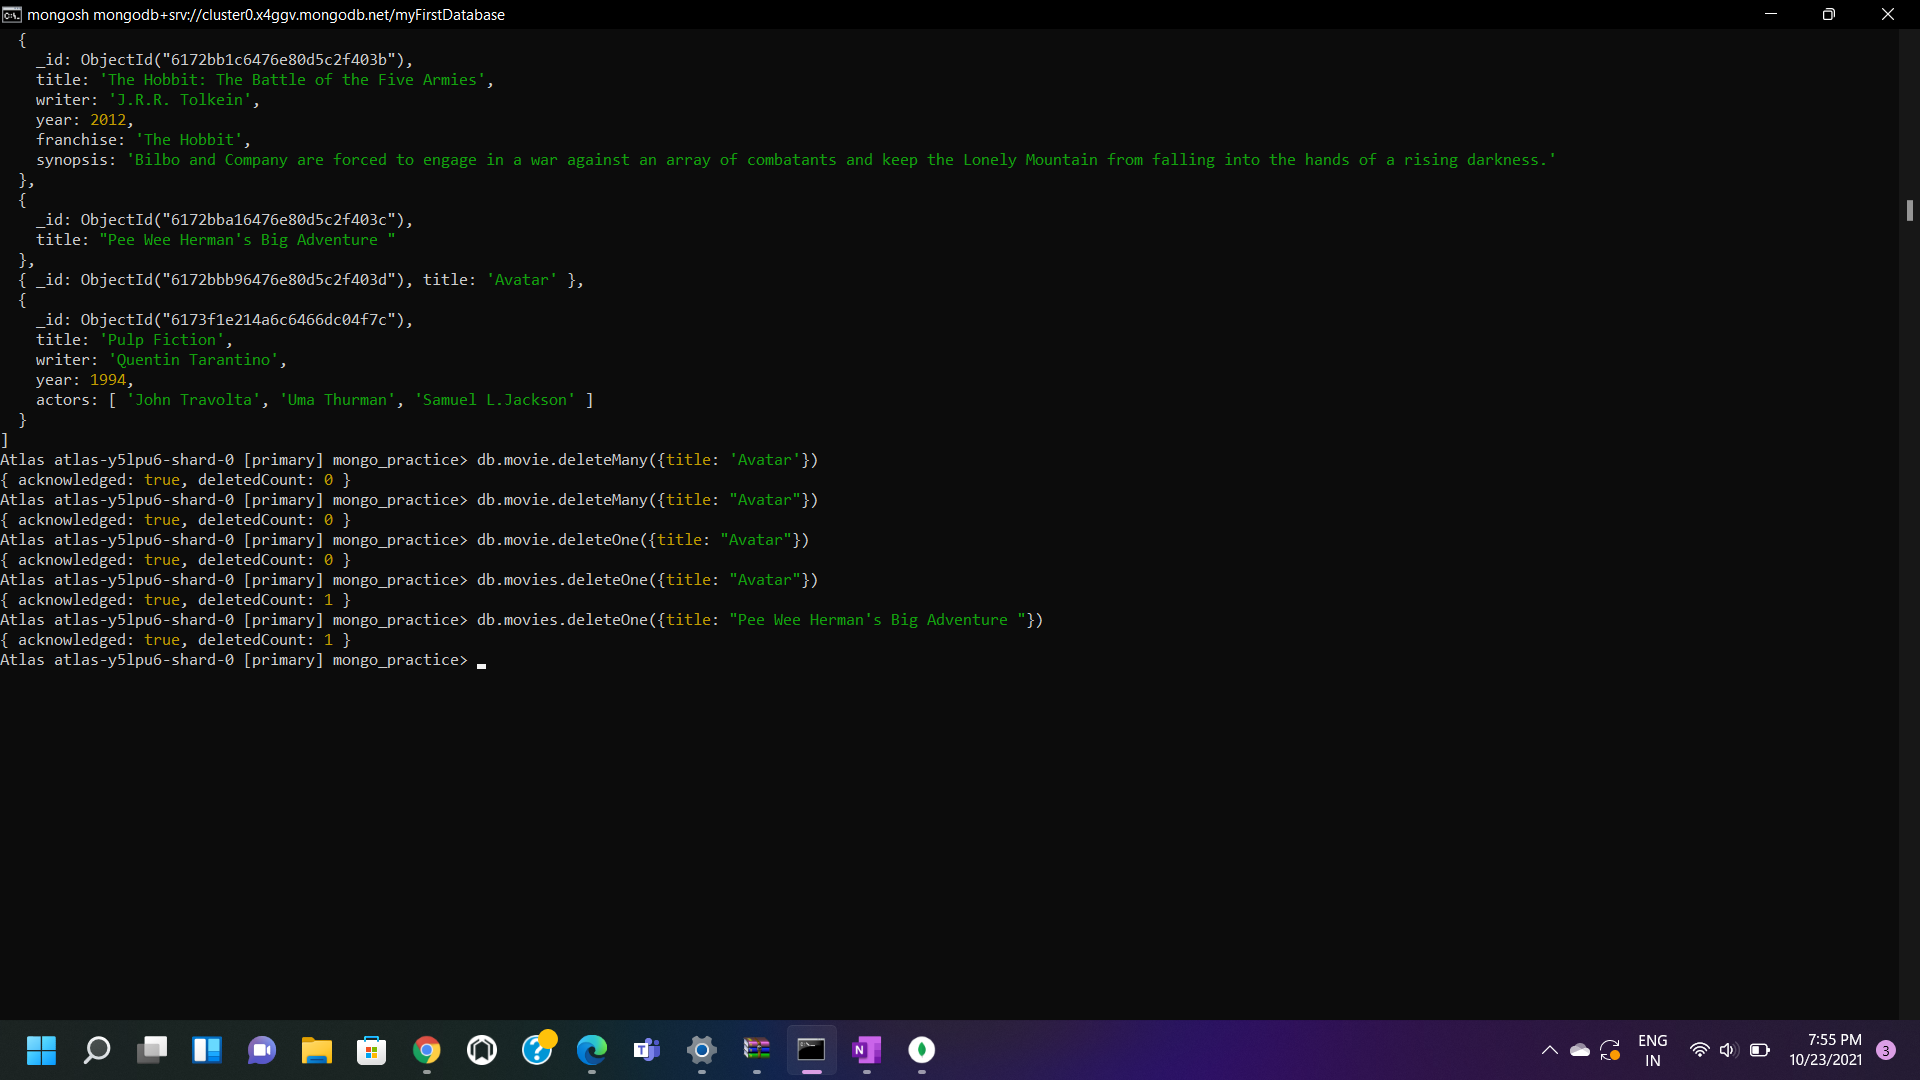 mongosh mongodb+srv://cluster0.x4ggv.mongodb.net/myFirstDatabase
  {
    _id: ObjectId("6172bb1c6476e80d5c2f403b"),
    title: 'The Hobbit: The Battle of the Five Armies',
    writer: 'J.R.R. Tolkein',
    year: 2012,
    franchise: 'The Hobbit',
    synopsis: 'Bilbo and Company are forced to engage in a war against an array of combatants and keep the Lonely Mountain from falling into the hands of a rising darkness.'
  },
  {
    _id: ObjectId("6172bba16476e80d5c2f403c"),
    title: "Pee Wee Herman's Big Adventure "
  },
  { _id: ObjectId("6172bbb96476e80d5c2f403d"), title: 'Avatar' },
  {
    _id: ObjectId("6173f1e214a6c6466dc04f7c"),
    title: 'Pulp Fiction',
    writer: 'Quentin Tarantino',
    year: 1994,
    actors: [ 'John Travolta', 'Uma Thurman', 'Samuel L.Jackson' ]
  }
]
Atlas atlas-y5lpu6-shard-0 [primary] mongo_practice> db.movie.deleteMany({title: 'Avatar'})
{ acknowledged: true, deletedCount: 0 }
Atlas atlas-y5lpu6-shard-0 [primary] mongo_practice> db.movie.deleteMany({title: "Avatar"})
{ acknowledged: true, deletedCount: 0 }
Atlas atlas-y5lpu6-shard-0 [primary] mongo_practice> db.movie.deleteOne({title: "Avatar"})
{ acknowledged: true, deletedCount: 0 }
Atlas atlas-y5lpu6-shard-0 [primary] mongo_practice> db.movies.deleteOne({title: "Avatar"})
{ acknowledged: true, deletedCount: 1 }
Atlas atlas-y5lpu6-shard-0 [primary] mongo_practice> db.movies.deleteOne({title: "Pee Wee Herman's Big Adventure "})
{ acknowledged: true, deletedCount: 1 }
Atlas atlas-y5lpu6-shard-0 [primary] mongo_practice>
ENG
IN
7:55 PM
10/23/2021
3